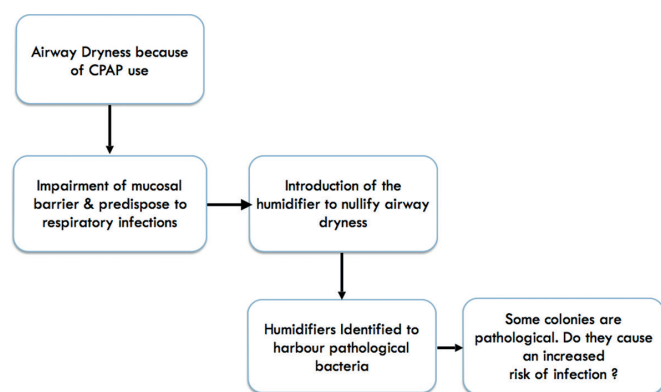 Airway Dryness because
of CPAP use
Impairment of mucosal
barrier & predispose to
respiratory infections
Introduction of the
humidifier to nullify airway
dryness
Humidifiers Identified to
harbour pathological
bacteria
Some colonies are
pathological. Do they cause
an increased
risk of infection ?